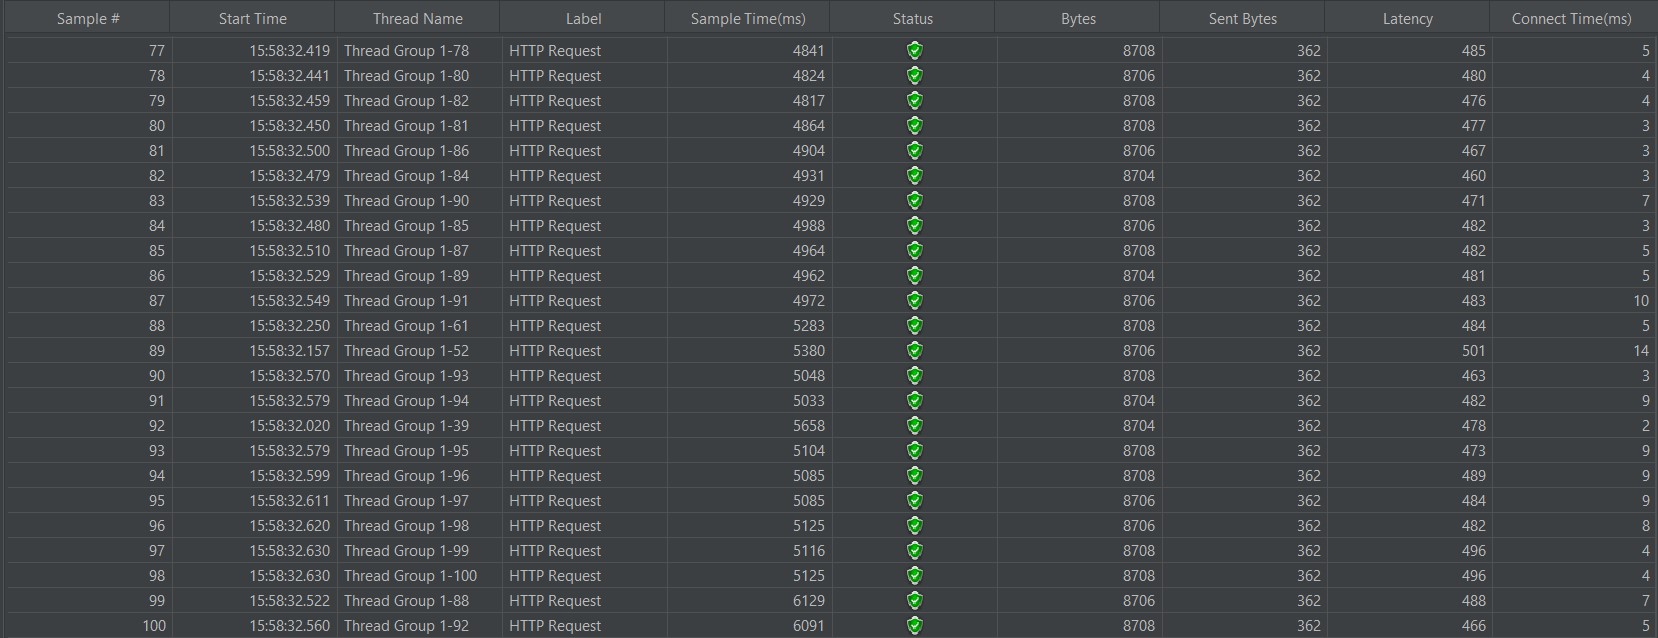 Sample # Start Time Thread Name Label Sample Time(ms) Status Bytes Sent Bytes Latency Connect Time(ms)
77 15:58:32.419 Thread Group 1-78 HTTP Request 4841 8708 362 485 5
78 15:58:32.441 Thread Group 1-80 HTTP Request 4824 8706 362 480 4
79 15:58:32.459 Thread Group 1-82 HTTP Request 4817 8708 362 476 4
80 15:58:32.450 Thread Group 1-81 HTTP Request 4864 8708 362 477 3
81 15:58:32.500 Thread Group 1-86 HTTP Request 4904 8706 362 467 3
82 15:58:32.479 Thread Group 1-84 HTTP Request 4931 8704 362 460 3
83 15:58:32.539 Thread Group 1-90 HTTP Request 4929 8708 362 471 7
84 15:58:32.480 Thread Group 1-85 HTTP Request 4988 8706 362 482 3
85 15:58:32.510 Thread Group 1-87 HTTP Request 4964 8708 362 482 5
86 15:58:32.529 Thread Group 1-89 HTTP Request 4962 8704 362 481 5
87 15:58:32.549 Thread Group 1-91 HTTP Request 4972 8706 362 483 10
88 15:58:32.250 Thread Group 1-61 HTTP Request 5283 8708 362 484 5
89 15:58:32.157 Thread Group 1-52 HTTP Request 5380 8706 362 501 14
90 15:58:32.570 Thread Group 1-93 HTTP Request 5048 8708 362 463 3
91 15:58:32.579 Thread Group 1-94 HTTP Request 5033 8704 362 482 9
92 15:58:32.020 Thread Group 1-39 HTTP Request 5658 8704 362 478 2
93 15:58:32.579 Thread Group 1-95 HTTP Request 5104 8708 362 473 9
94 15:58:32.599 Thread Group 1-96 HTTP Request 5085 8708 362 489 9
95 15:58:32.611 Thread Group 1-97 HTTP Request 5085 8706 362 484 9
96 15:58:32.620 Thread Group 1-98 HTTP Request 5125 8706 362 482 8
97 15:58:32.630 Thread Group 1-99 HTTP Request 5116 8708 362 496 4
98 15:58:32.630 Thread Group 1-100 HTTP Request 5125 8708 362 496 4
99 15:58:32.522 Thread Group 1-88 HTTP Request 6129 8706 362 488 7
100 15:58:32.560 Thread Group 1-92 HTTP Request 6091 8708 362 466 5